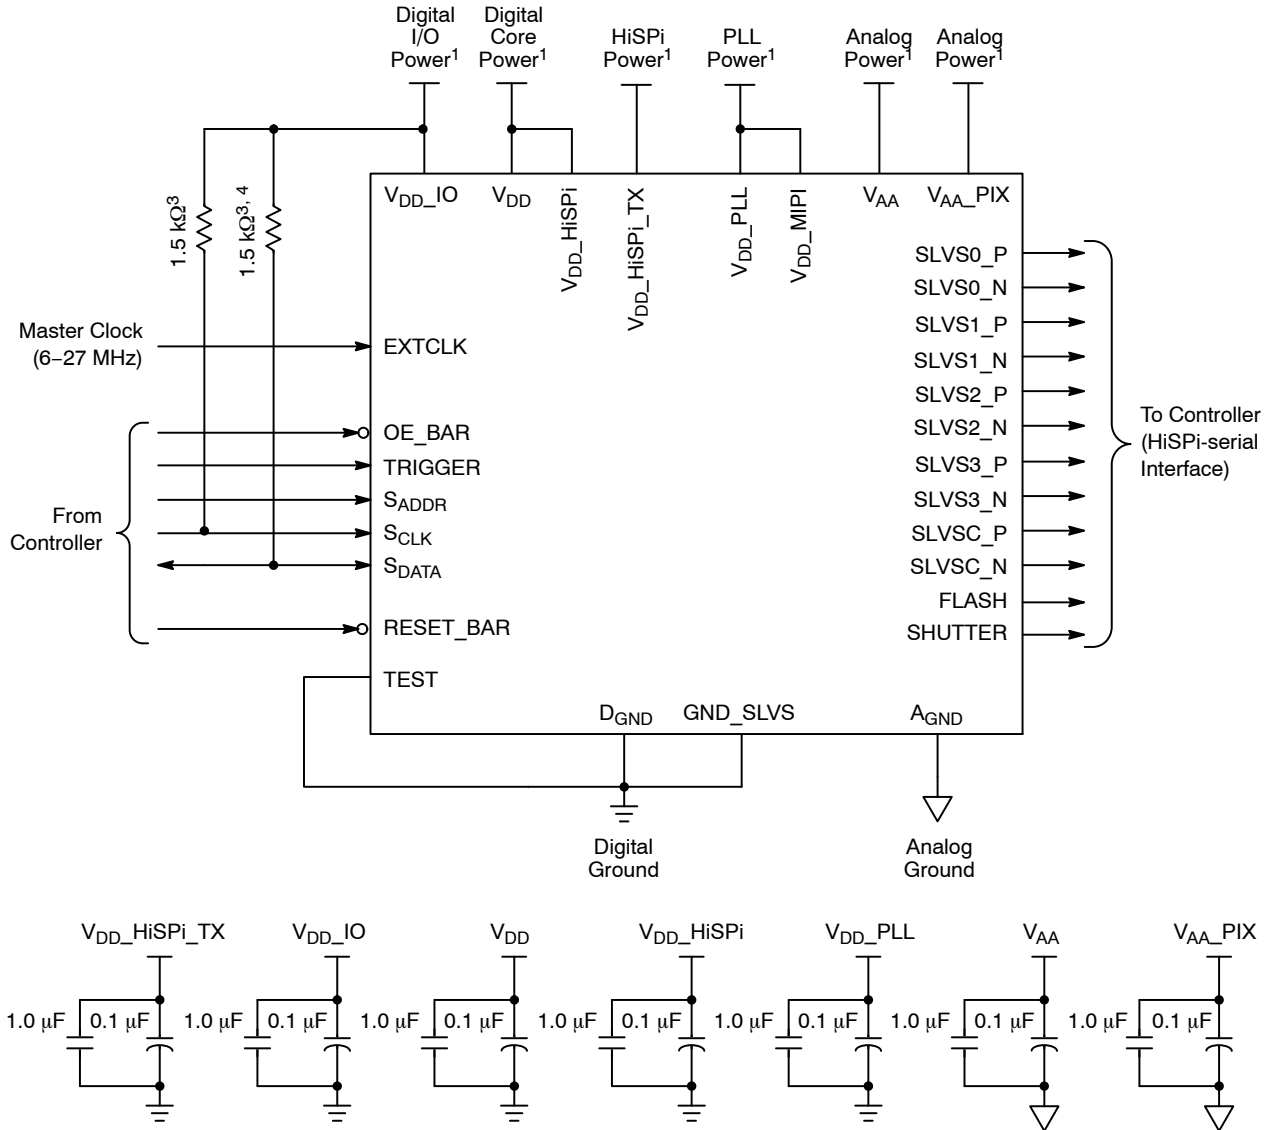 Digital
I/O
Power¹
Digital
Core
Power¹
HiSPi
Power¹
PLL
Power¹
Analog
Power¹
Analog
Power¹
1.5 kΩ³
1.5 kΩ³, ⁴
VDD_IO
VDD
VDD_HiSPi
VDD_HiSPi_TX
VDD_PLL
VDD_MIPI
VAA
VAA_PIX
Master Clock
(6–27 MHz)
EXTCLK
From
Controller
OE_BAR
TRIGGER
SADDR
SCLK
SDATA
RESET_BAR
TEST
SLVS0_P
SLVS0_N
SLVS1_P
SLVS1_N
SLVS2_P
SLVS2_N
SLVS3_P
SLVS3_N
SLVSC_P
SLVSC_N
FLASH
SHUTTER
To Controller
(HiSPi-serial
Interface)
DGND
GND_SLVS
AGND
Digital
Ground
Analog
Ground
VDD_HiSPi_TX
VDD_IO
VDD
VDD_HiSPi
VDD_PLL
VAA
VAA_PIX
1.0 μF
0.1 μF
1.0 μF
0.1 μF
1.0 μF
0.1 μF
1.0 μF
0.1 μF
1.0 μF
0.1 μF
1.0 μF
0.1 μF
1.0 μF
0.1 μF